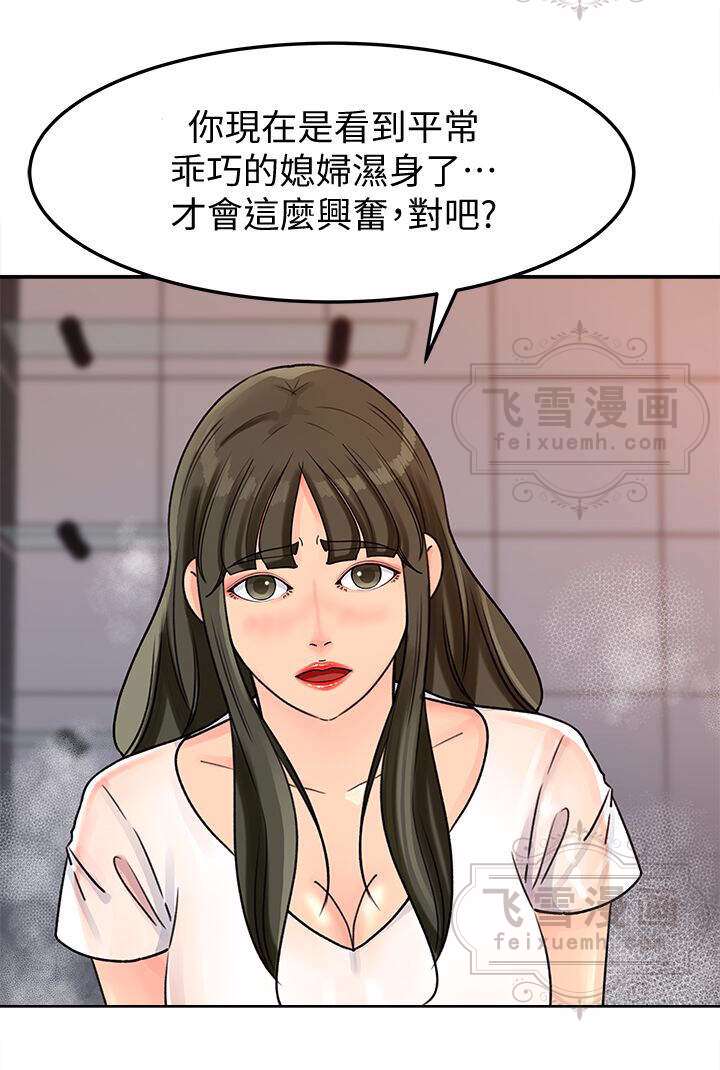 你現在是看到平常
乖巧的媳婦濕身了…
才會這麼興奮，對吧?
飞雪漫画
feixuemh.com
飞雪漫画
feixuemh.com